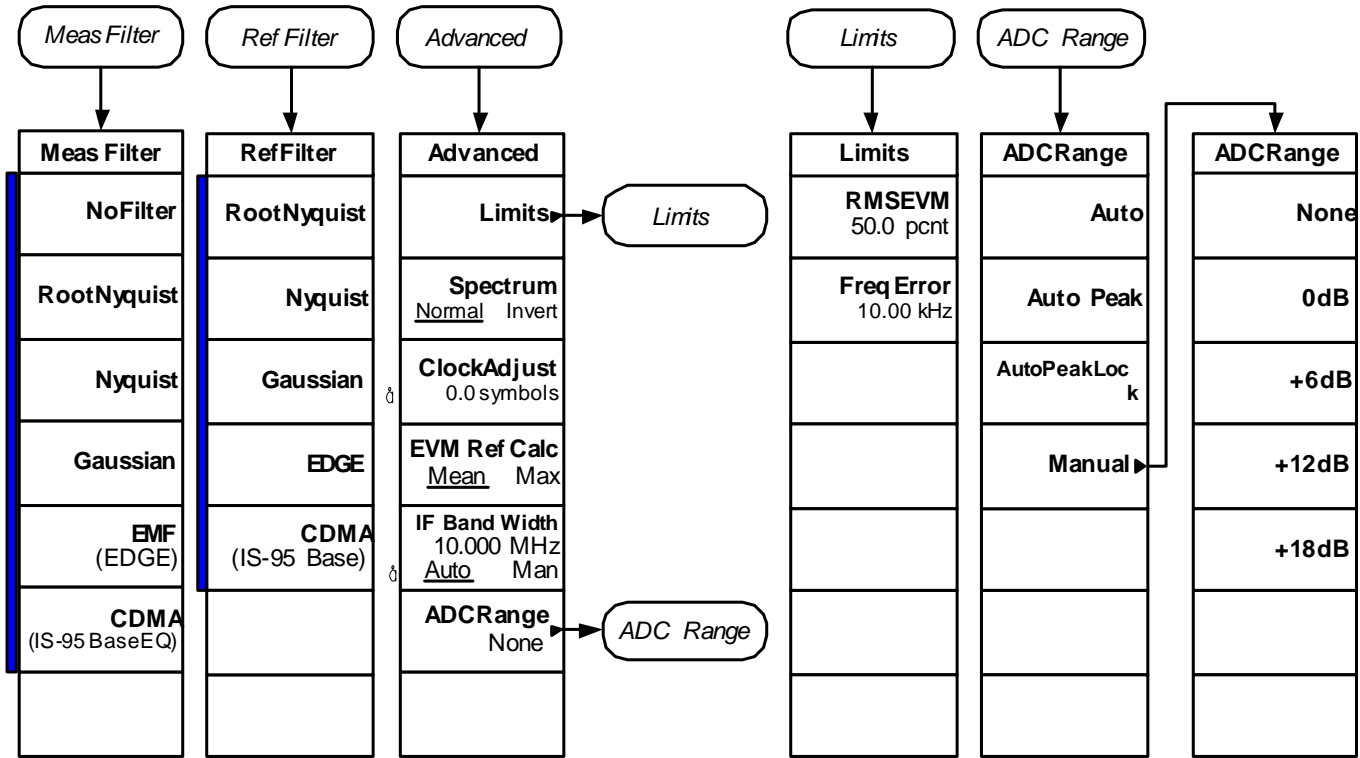 Meas Filter
Ref Filter
Advanced
Limits
ADC Range
Meas Filter
NoFilter
RootNyquist
Nyquist
Gaussian
EMF
(EDGE)
CDMA
(IS-95 BaseEQ)
RefFilter
RootNyquist
Nyquist
Gaussian
EDGE
CDMA
(IS-95 Base)
Advanced
Limits
Spectrum
Normal Invert
ClockAdjust
0.0 symbols
EVM Ref Calc
Mean Max
IF Band Width
10.000 MHz
Auto Man
ADCRange
None
Limits
ADC Range
Limits
RMSEVM
50.0 pcnt
Freq Error
10.00 kHz
ADCRange
Auto
Auto Peak
AutoPeakLoc
k
Manual
ADCRange
None
0dB
+6dB
+12dB
+18dB